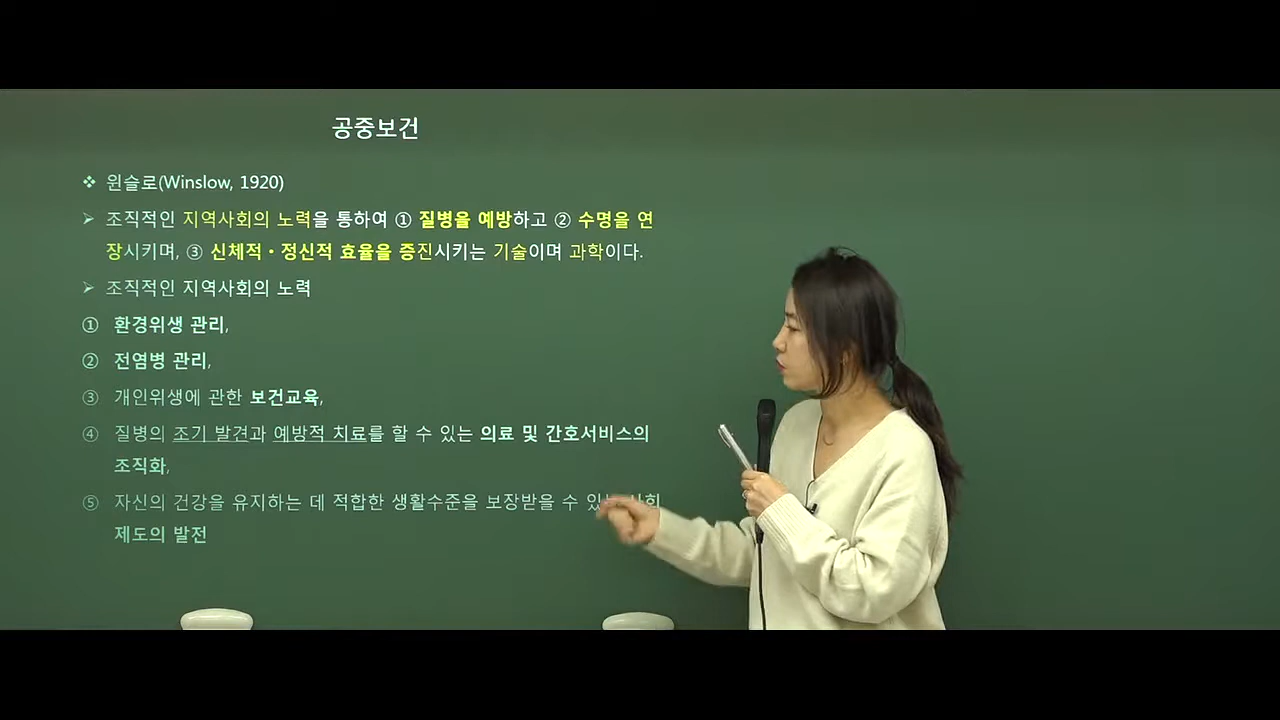 공중보건
❖ 윈슬로(Winslow, 1920)
➢ 조직적인 지역사회의 노력을 통하여 ① 질병을 예방하고 ② 수명을 연
장시키며, ③ 신체적・정신적 효율을 증진시키는 기술이며 과학이다.
➢ 조직적인 지역사회의 노력
① 환경위생 관리,
② 전염병 관리,
③ 개인위생에 관한 보건교육,
④ 질병의 조기 발견과 예방적 치료를 할 수 있는 의료 및 간호서비스의
조직화,
⑤ 자신의 건강을 유지하는 데 적합한 생활수준을 보장받을 수 있는 사회
제도의 발전